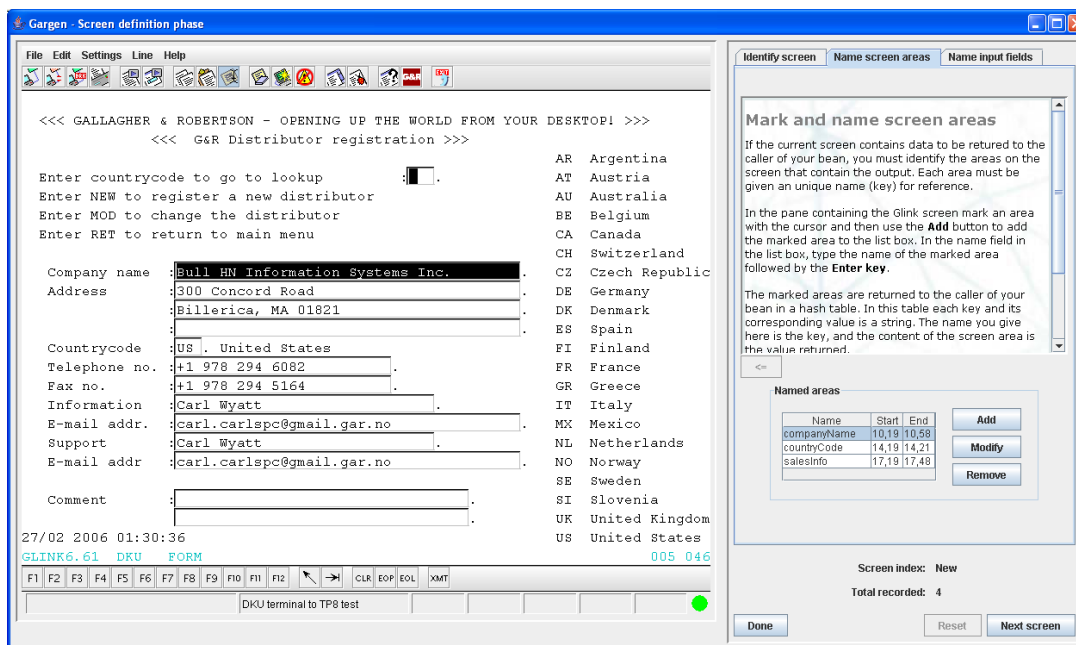 Gargen - Screen definition phase
File Edit Settings Line Help
G&R
<<< GALLAGHER & ROBERTSON - OPENING UP THE WORLD FROM YOUR DESKTOP! >>>
<<< G&R Distributor registration >>>
AR Argentina
Enter countrycode to go to lookup : . AT Austria
Enter NEW to register a new distributor AU Australia
Enter MOD to change the distributor BE Belgium
Enter RET to return to main menu CA Canada
CH Switzerland
Company name :Bull HN Information Systems Inc. . CZ Czech Republic
Address :300 Concord Road . DE Germany
:Billerica, MA 01821 . DK Denmark
: . ES Spain
Countrycode :US . United States FI Finland
Telephone no. :+1 978 294 6082 . FR France
Fax no. :+1 978 294 5164 . GR Greece
Information :Carl Wyatt . IT Italy
E-mail addr. :carl.carlspc@gmail.gar.no . MX Mexico
Support :Carl Wyatt . NL Netherlands
E-mail addr :carl.carlspc@gmail.gar.no . NO Norway
SE Sweden
Comment : . SI Slovenia
. UK United Kingdom
27/02 2006 01:30:36 US United States
GLINK6.61 DKU FORM 005 046
F1 F2 F3 F4 F5 F6 F7 F8 F9 F10 F11 F12 CLR EOP EOL XMT
DKU terminal to TP8 test
Identify screen Name screen areas Name input fields
Mark and name screen areas
If the current screen contains data to be retured to the
caller of your bean, you must identify the areas on the
screen that contain the output. Each area must be
given an unique name (key) for reference.
In the pane containing the Glink screen mark an area
with the cursor and then use the Add button to add
the marked area to the list box. In the name field in
the list box, type the name of the marked area
followed by the Enter key.
The marked areas are returned to the caller of your
bean in a hash table. In this table each key and its
corresponding value is a string. The name you give
here is the key, and the content of the screen area is
the value returned.
<=
Named areas
Name Start End
companyName 10,19 10,58
countryCode 14,19 14,21
salesInfo 17,19 17,48
Add
Modify
Remove
Screen index: New
Total recorded: 4
Done Reset Next screen